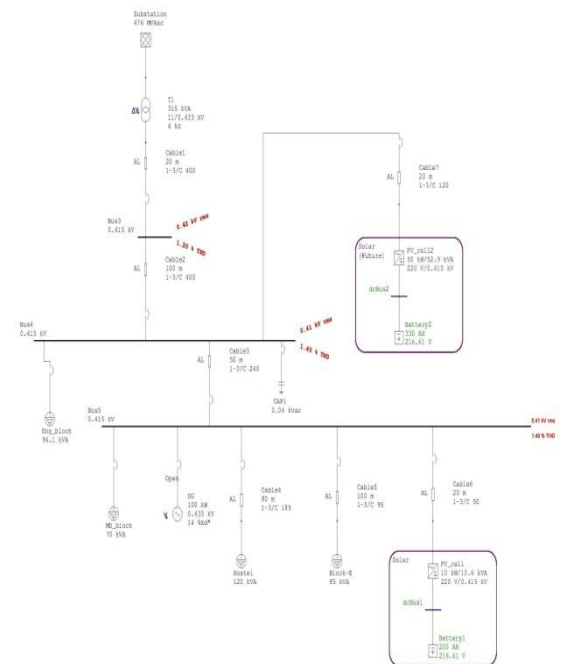 Substation
476 MVAsc
T1
315 kVA
11/0.433 kV
4 %Z
Cable1
20 m
1-3/C 400
AL
Bus3
0.415 kV
0.42 kV rms
1.20 % THD
Cable2
100 m
1-3/C 400
AL
Cable7
20 m
1-3/C 120
AL
Solar
(Future)
PV_cell2
50 kW/52.9 kVA
220 V/0.415 kV
dcBus2
Battery2
330 AH
216.61 V
Bus4
0.415 kV
0.41 kV rms
1.40 % THD
Cable3
50 m
1-3/C 240
AL
CAP1
0.04 kvar
Eng_block
94.1 kVA
Bus5
0.415 kV
0.41 kV rms
1.40 % THD
MD_block
70 kVA
Open
DG
100 kW
0.433 kV
14 %Xd"
Cable4
80 m
1-3/C 185
AL
Hostel
120 kVA
Cable5
100 m
1-3/C 95
AL
Block-E
85 kVA
Cable6
20 m
1-3/C 50
AL
Solar
PV_cell
10 kW/10.6 kVA
220 V/0.415 kV
dcBus1
Battery1
200 AH
216.61 V